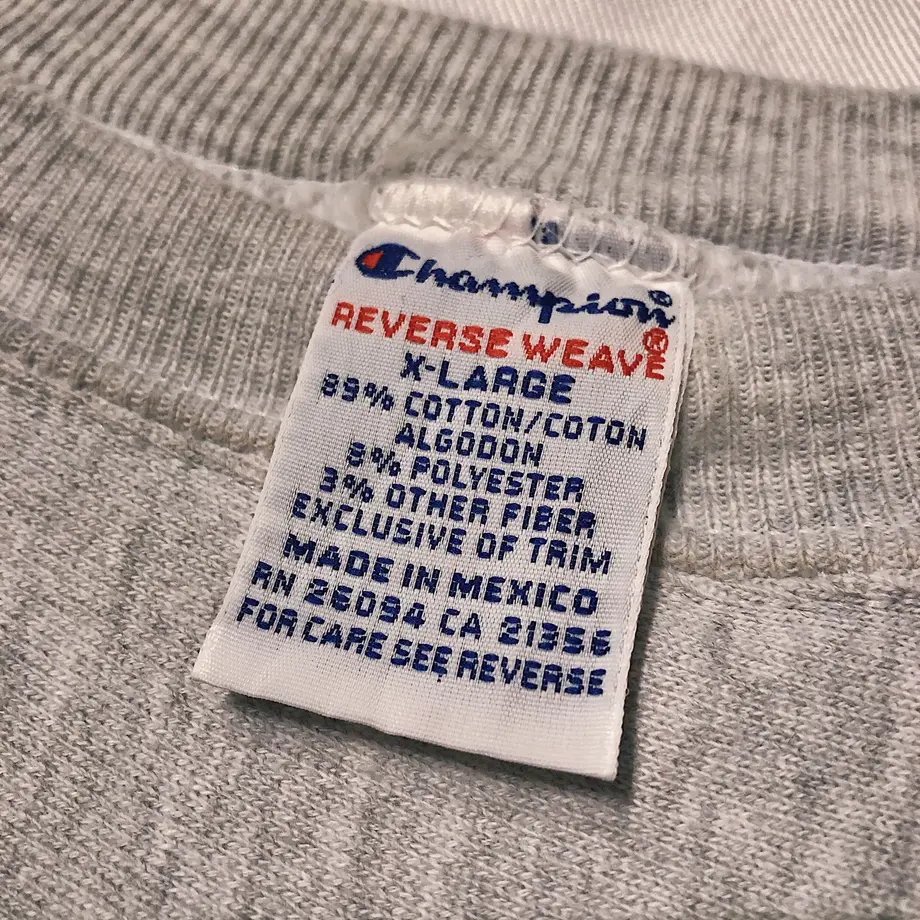 Champion®
REVERSE WEAVE®
X-LARGE
89% COTTON/COTON
ALGODON
8% POLYESTER
3% OTHER FIBER
EXCLUSIVE OF TRIM
MADE IN MEXICO
RN 26094 CA 21356
FOR CARE SEE REVERSE